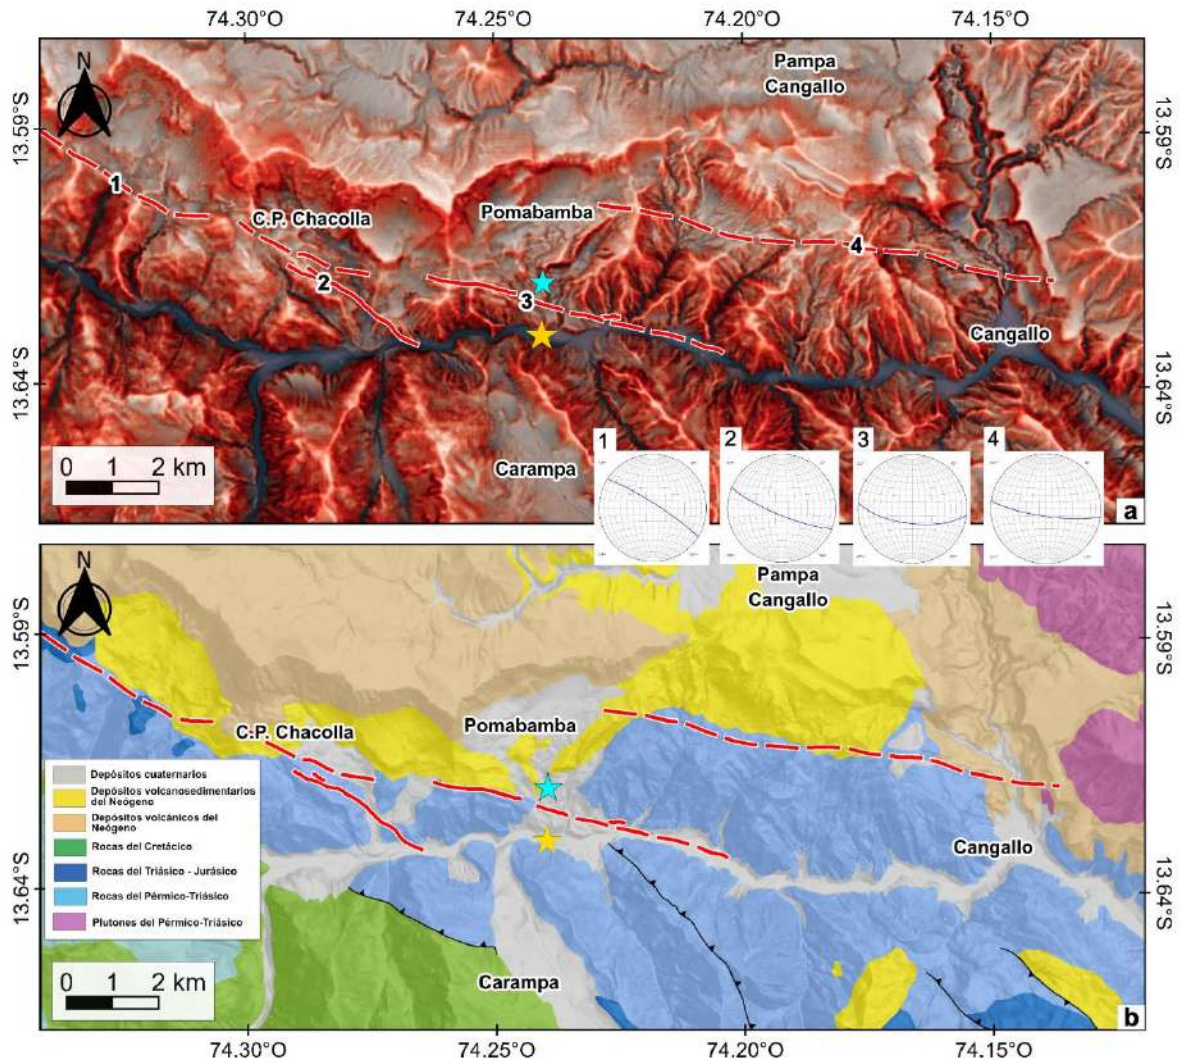 74.30°O 74.25°O 74.20°O 74.15°O
N
Pampa
Cangallo
13.59°S
13.59°S
1
C.P. Chacolla
Pomabamba
4
2
3
Cangallo
13.64°S
13.64°S
Carampa
0 1 2 km
1 2 3 4
a
N
Pampa
Cangallo
13.59°S
13.59°S
C.P. Chacolla
Pomabamba
Depósitos cuaternarios
Depósitos volcanosedimentarios
del Neógeno
Depósitos volcánicos del
Neógeno
Rocas del Cretácico
Rocas del Triásico - Jurásico
Rocas del Pérmico-Triásico
Plutones del Pérmico-Triásico
Cangallo
13.64°S
13.64°S
Carampa
0 1 2 km
b
74.30°O 74.25°O 74.20°O 74.15°O